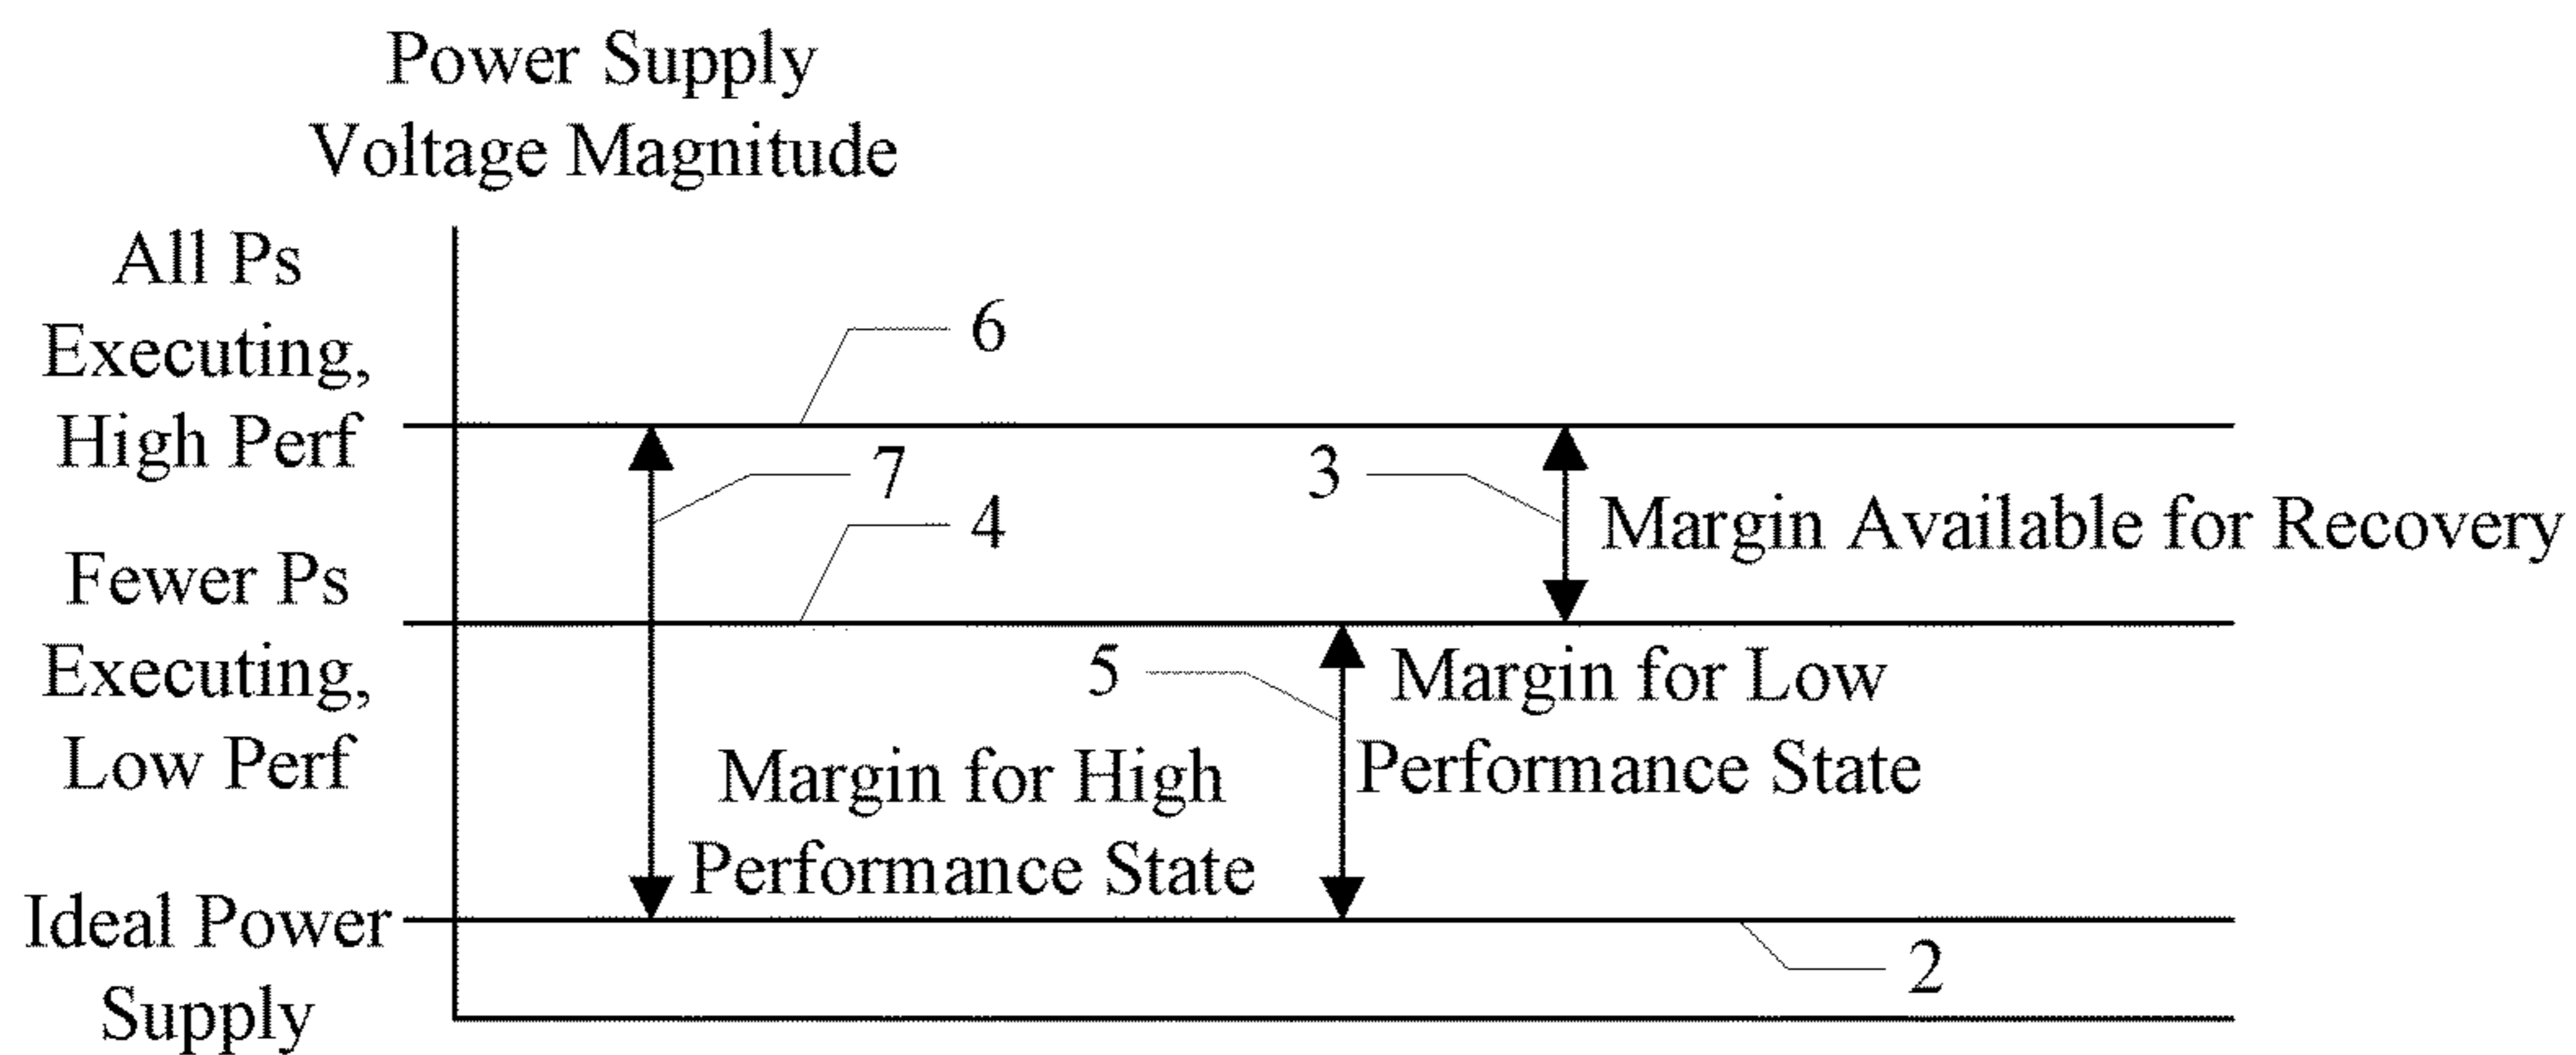 Power Supply
Voltage Magnitude
All Ps
Executing,
High Perf
6
7
3
Margin Available for Recovery
4
Fewer Ps
Executing,
Low Perf
5
Margin for Low
Performance State
Margin for High
Performance State
Ideal Power
Supply
2